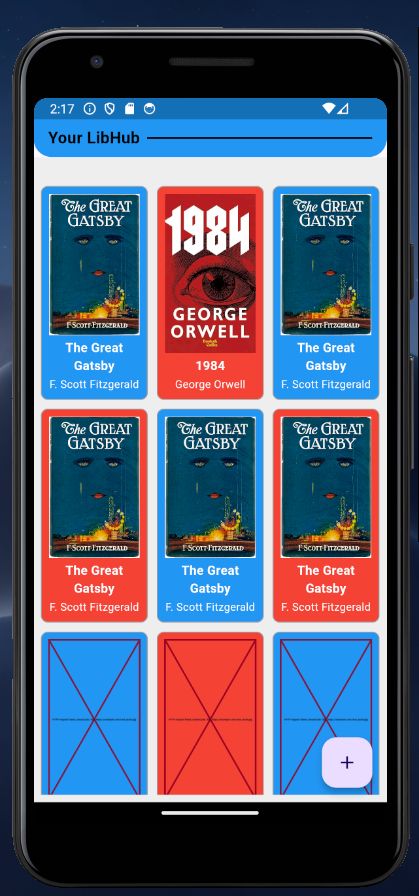 2:17
Your LibHub
The GREAT
GATSBY
F·SCOTT·FITZGERALD
The Great
Gatsby
F. Scott Fitzgerald
1984
GEORGE
ORWELL
1984
George Orwell
The GREAT
GATSBY
F·SCOTT·FITZGERALD
The Great
Gatsby
F. Scott Fitzgerald
The GREAT
GATSBY
F·SCOTT·FITZGERALD
The Great
Gatsby
F. Scott Fitzgerald
The GREAT
GATSBY
F·SCOTT·FITZGERALD
The Great
Gatsby
F. Scott Fitzgerald
The GREAT
GATSBY
F·SCOTT·FITZGERALD
The Great
Gatsby
F. Scott Fitzgerald
+